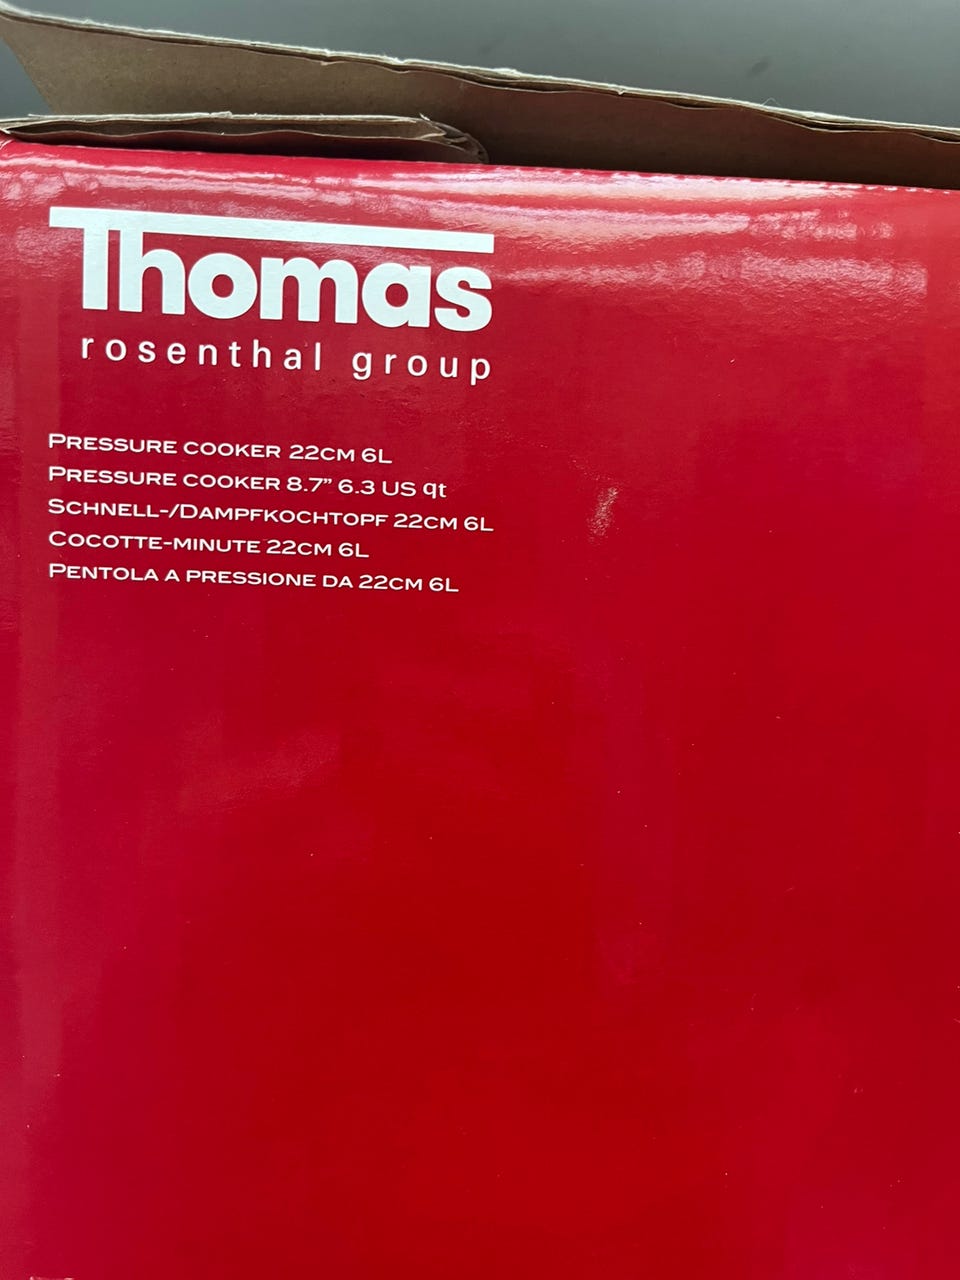 Thomas
rosenthal group
PRESSURE COOKER 22CM 6L
PRESSURE COOKER 8.7” 6.3 US qt
SCHNELL-/DAMPFKOCHTOPF 22CM 6L
COCOTTE-MINUTE 22CM 6L
PENTOLA A PRESSIONE DA 22CM 6L